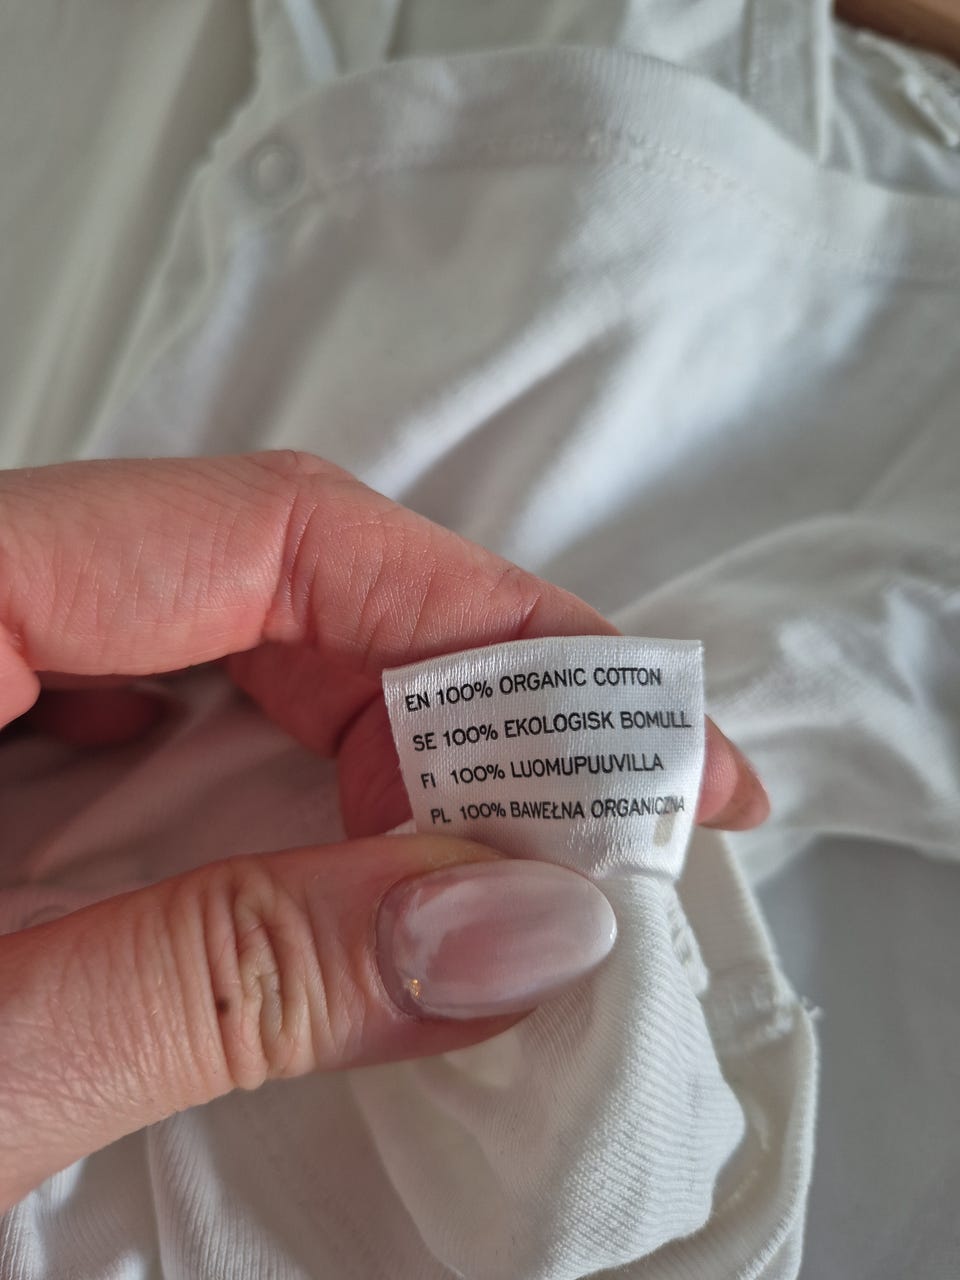 EN 100% ORGANIC COTTON
SE 100% EKOLOGISK BOMULL
FI 100% LUOMUPUUVILLA
PL 100% BAWEŁNA ORGANICZNA